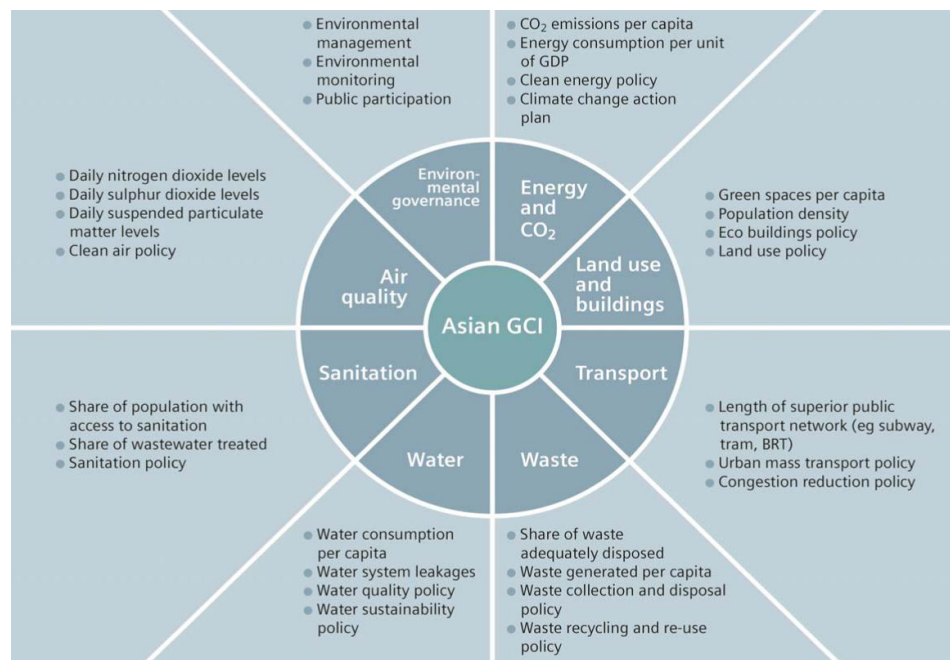 Environmental
management
Environmental
monitoring
Public participation
CO₂ emissions per capita
Energy consumption per unit
of GDP
Clean energy policy
Climate change action
plan
Daily nitrogen dioxide levels
Daily sulphur dioxide levels
Daily suspended particulate
matter levels
Clean air policy
Environ-
mental
governance
Energy
and
CO₂
Green spaces per capita
Population density
Eco buildings policy
Land use policy
Air
quality
Land use
and
buildings
Asian GCI
Sanitation
Transport
Share of population with
access to sanitation
Share of wastewater treated
Sanitation policy
Length of superior public
transport network (eg subway,
tram, BRT)
Urban mass transport policy
Congestion reduction policy
Water
Waste
Water consumption
per capita
Water system leakages
Water quality policy
Water sustainability
policy
Share of waste
adequately disposed
Waste generated per capita
Waste collection and disposal
policy
Waste recycling and re-use
policy